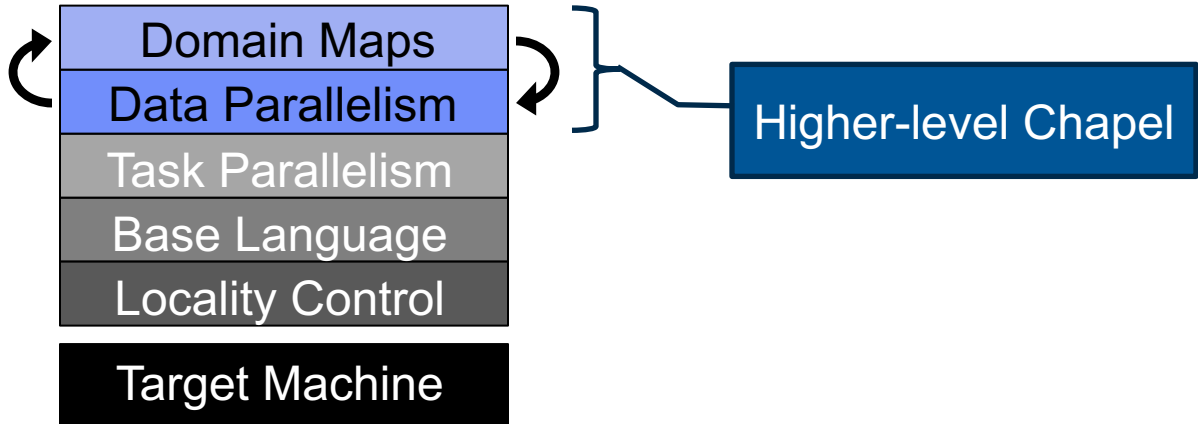 Domain Maps
Data Parallelism
Task Parallelism
Base Language
Locality Control
Target Machine
Higher-level Chapel